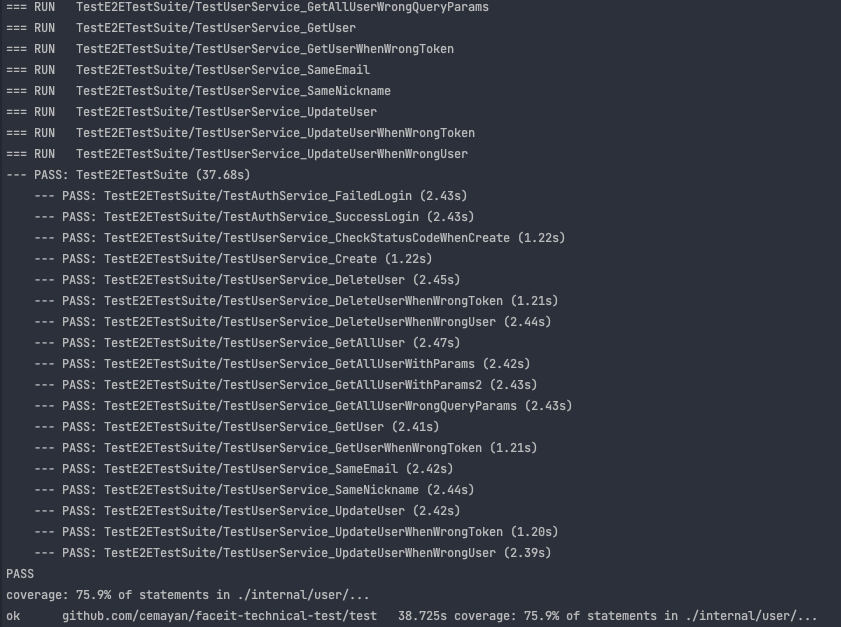 === RUN   TestE2ETestSuite/TestUserService_GetAllUserWrongQueryParams
=== RUN   TestE2ETestSuite/TestUserService_GetUser
=== RUN   TestE2ETestSuite/TestUserService_GetUserWhenWrongToken
=== RUN   TestE2ETestSuite/TestUserService_SameEmail
=== RUN   TestE2ETestSuite/TestUserService_SameNickname
=== RUN   TestE2ETestSuite/TestUserService_UpdateUser
=== RUN   TestE2ETestSuite/TestUserService_UpdateUserWhenWrongToken
=== RUN   TestE2ETestSuite/TestUserService_UpdateUserWhenWrongUser
--- PASS: TestE2ETestSuite (37.68s)
    --- PASS: TestE2ETestSuite/TestAuthService_FailedLogin (2.43s)
    --- PASS: TestE2ETestSuite/TestAuthService_SuccessLogin (2.43s)
    --- PASS: TestE2ETestSuite/TestUserService_CheckStatusCodeWhenCreate (1.22s)
    --- PASS: TestE2ETestSuite/TestUserService_Create (1.22s)
    --- PASS: TestE2ETestSuite/TestUserService_DeleteUser (2.45s)
    --- PASS: TestE2ETestSuite/TestUserService_DeleteUserWhenWrongToken (1.21s)
    --- PASS: TestE2ETestSuite/TestUserService_DeleteUserWhenWrongUser (2.44s)
    --- PASS: TestE2ETestSuite/TestUserService_GetAllUser (2.47s)
    --- PASS: TestE2ETestSuite/TestUserService_GetAllUserWithParams (2.42s)
    --- PASS: TestE2ETestSuite/TestUserService_GetAllUserWithParams2 (2.43s)
    --- PASS: TestE2ETestSuite/TestUserService_GetAllUserWrongQueryParams (2.43s)
    --- PASS: TestE2ETestSuite/TestUserService_GetUser (2.41s)
    --- PASS: TestE2ETestSuite/TestUserService_GetUserWhenWrongToken (1.21s)
    --- PASS: TestE2ETestSuite/TestUserService_SameEmail (2.42s)
    --- PASS: TestE2ETestSuite/TestUserService_SameNickname (2.44s)
    --- PASS: TestE2ETestSuite/TestUserService_UpdateUser (2.42s)
    --- PASS: TestE2ETestSuite/TestUserService_UpdateUserWhenWrongToken (1.20s)
    --- PASS: TestE2ETestSuite/TestUserService_UpdateUserWhenWrongUser (2.39s)
PASS
coverage: 75.9% of statements in ./internal/user/...
ok      github.com/cemayan/faceit-technical-test/test   38.725s coverage: 75.9% of statements in ./internal/user/...